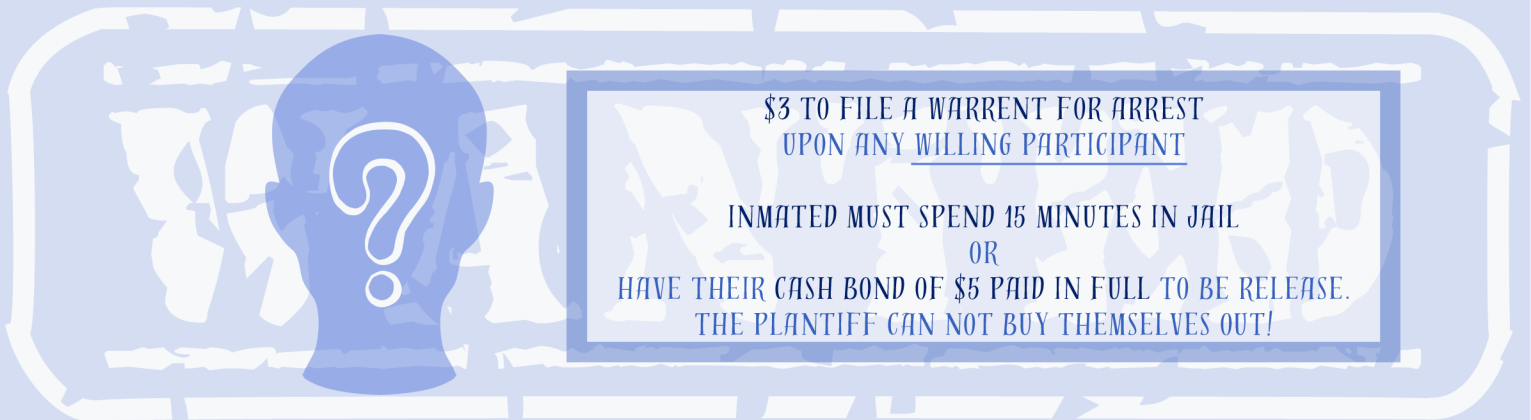 WANTED
$3 TO FILE A WARRENT FOR ARREST
UPON ANY WILLING PARTICIPANT
INMATED MUST SPEND 15 MINUTES IN JAIL
OR
HAVE THEIR CASH BOND OF $5 PAID IN FULL TO BE RELEASE.
THE PLANTIFF CAN NOT BUY THEMSELVES OUT!
?